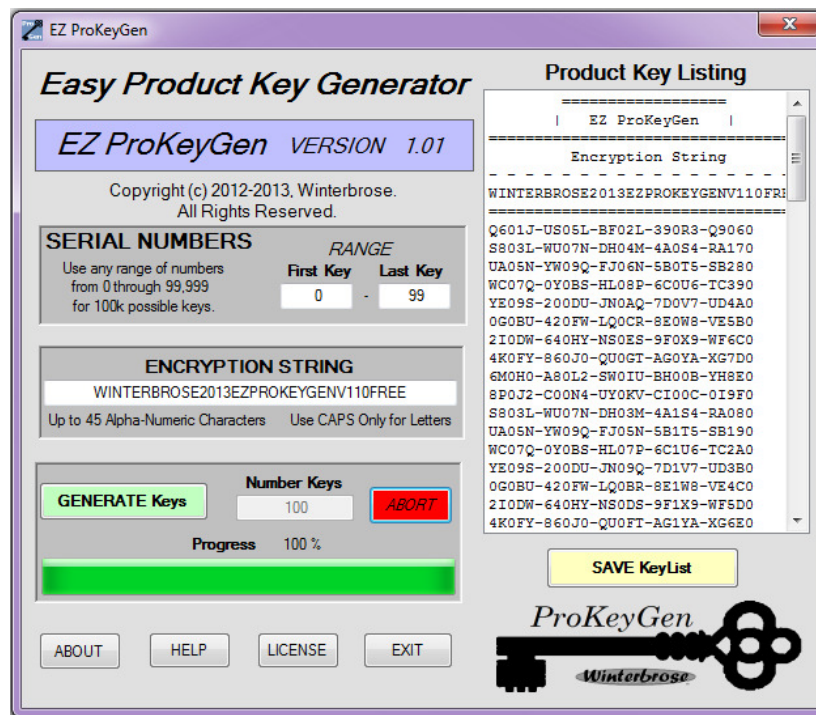 EZ ProKeyGen
Easy Product Key Generator
EZ ProKeyGen VERSION 1.01
Copyright (c) 2012-2013, Winterbrose.
All Rights Reserved.
SERIAL NUMBERS
Use any range of numbers
from 0 through 99,999
for 100k possible keys.
RANGE
First Key Last Key
0 - 99
ENCRYPTION STRING
WINTERBROSE2013EZPROKEYGENV110FREE
Up to 45 Alpha-Numeric Characters Use CAPS Only for Letters
GENERATE Keys
Number Keys
100
ABORT
Progress 100 %
ABOUT
HELP
LICENSE
EXIT
Product Key Listing
==================
| EZ ProKeyGen |
=================================
Encryption String
- - - - - - - - - - - - - - - - -
WINTERBROSE2013EZPROKEYGENV110FRE
=================================
Q601J-US05L-BF02L-390R3-Q9060
S803L-WU07N-DH04M-4A0S4-RA170
UA05N-YW09Q-FJ06N-5B0T5-SB280
WC07Q-0Y0BS-HL08P-6C0U6-TC390
YE09S-200DU-JN0AQ-7D0V7-UD4A0
0G0BU-420FW-LQ0CR-8E0W8-VE5B0
2I0DW-640HY-NS0ES-9F0X9-WF6C0
4K0FY-860J0-QU0GT-AG0YA-XG7D0
6M0H0-A80L2-SW0IU-BH00B-YH8E0
8P0J2-C00N4-UY0KV-CI00C-0I9F0
S803L-WU07N-DH03M-4A1S4-RA080
UA05N-YW09Q-FJ05N-5B1T5-SB190
WC07Q-0Y0BS-HL07P-6C1U6-TC2A0
YE09S-200DU-JN09Q-7D1V7-UD3B0
0G0BU-420FW-LQ0BR-8E1W8-VE4C0
2I0DW-640HY-NS0DS-9F1X9-WF5D0
4K0FY-860J0-QU0FT-AG1YA-XG6E0
SAVE KeyList
ProKeyGen
Winterbrose